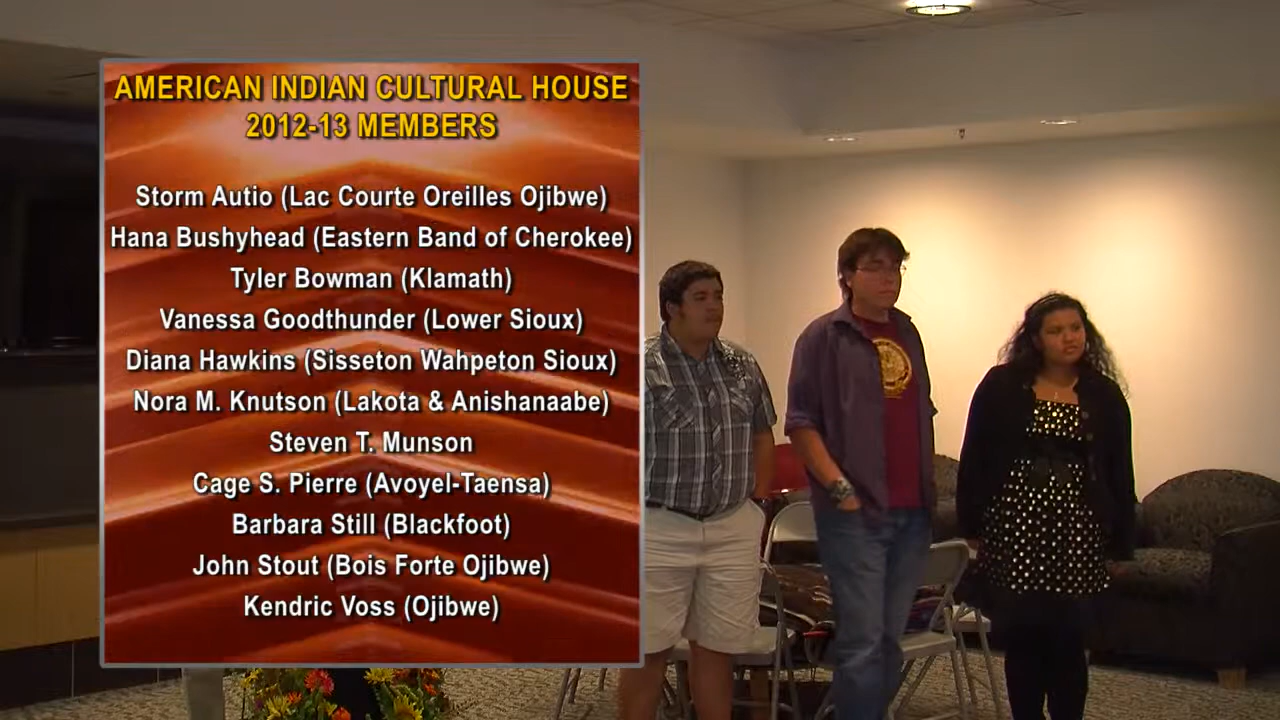 AMERICAN INDIAN CULTURAL HOUSE
2012-13 MEMBERS
Storm Autio (Lac Courte Oreilles Ojibwe)
Hana Bushyhead (Eastern Band of Cherokee)
Tyler Bowman (Klamath)
Vanessa Goodthunder (Lower Sioux)
Diana Hawkins (Sisseton Wahpeton Sioux)
Nora M. Knutson (Lakota & Anishanaabe)
Steven T. Munson
Cage S. Pierre (Avoyel-Taensa)
Barbara Still (Blackfoot)
John Stout (Bois Forte Ojibwe)
Kendric Voss (Ojibwe)